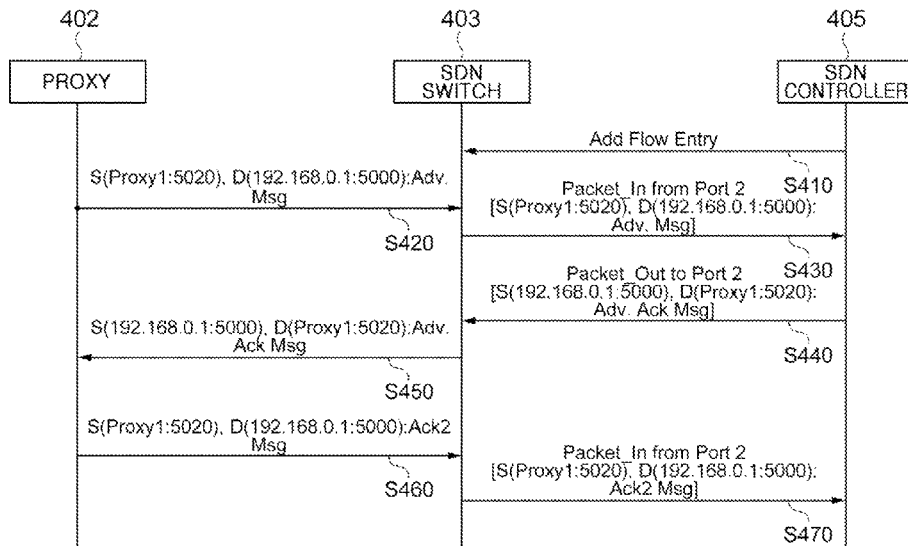 402
403
405
PROXY
SDN
SWITCH
SDN
CONTROLLER
Add Flow Entry
S410
S(Proxy1:5020), D(192.168.0.1:5000):Adv.
Msg
S420
Packet_In from Port 2
[S(Proxy1:5020), D(192.168.0.1:5000):
Adv. Msg]
S430
Packet_Out to Port 2
[S(192.168.0.1:5000), D(Proxy1:5020):
Adv. Ack Msg]
S440
S(192.168.0.1:5000), D(Proxy1:5020):Adv.
Ack Msg
S450
S(Proxy1:5020), D(192.168.0.1:5000):Ack2
Msg
S460
Packet_In from Port 2
[S(Proxy1:5020), D(192.168.0.1:5000):
Ack2 Msg]
S470